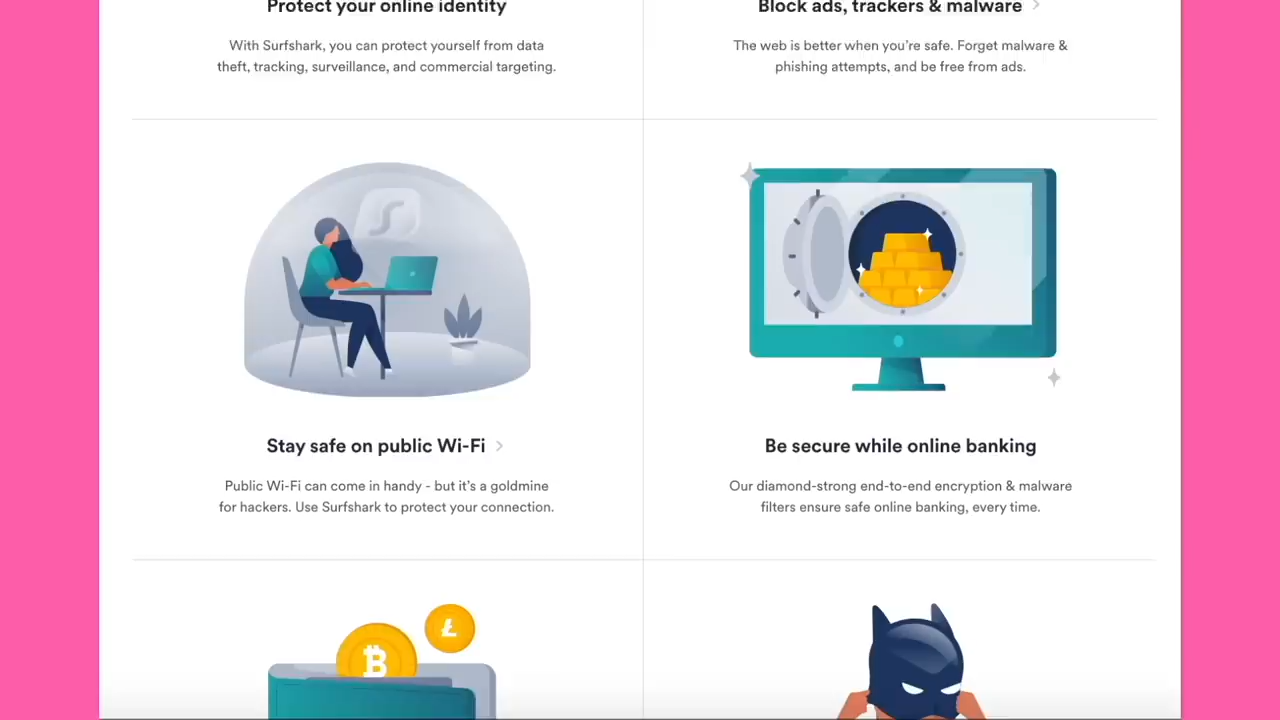 Protect your online identity
With Surfshark, you can protect yourself from data
theft, tracking, surveillance, and commercial targeting.
Block ads, trackers & malware
The web is better when you’re safe. Forget malware &
phishing attempts, and be free from ads.
Stay safe on public Wi-Fi
Public Wi-Fi can come in handy - but it’s a goldmine
for hackers. Use Surfshark to protect your connection.
Be secure while online banking
Our diamond-strong end-to-end encryption & malware
filters ensure safe online banking, every time.